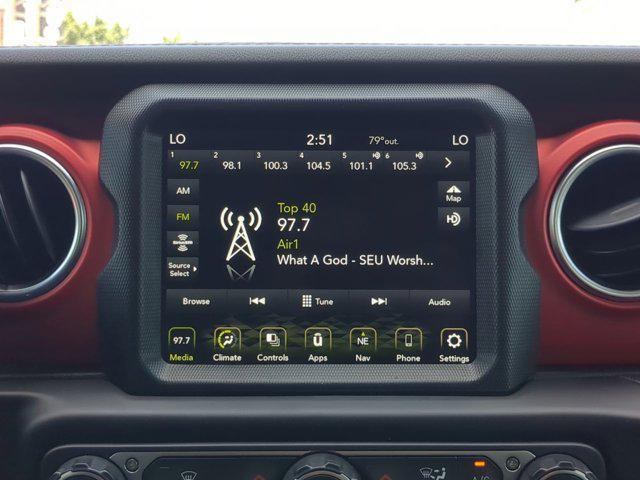 LO 2:51 79°out. LO
1 97.7 2 98.1 3 100.3 4 104.5 5 101.1 6 105.3
AM
FM
SiriusXM
Source
Select
Top 40
97.7
Air1
What A God - SEU Worsh...
Map
HD
Browse Tune Audio
97.7 NE
Media Climate Controls Apps Nav Phone Settings
A/C